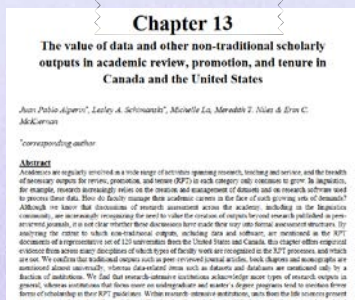 Chapter 13
The value of data and other non-traditional scholarly
outputs in academic review, promotion, and tenure in
Canada and the United States
Juan Pablo Alperin*, Lesley A. Schimanski*, Michelle La, Meredith T. Niles & Erin C.
McKiernan
*corresponding author
Abstract
Academics are regularly involved in a wide range of activities spanning research, teaching and service, and the breadth
of necessary outputs for review, promotion, and tenure (RPT) in each category only continues to grow. In linguistics,
for example, research increasingly relies on the creation and management of datasets and on research software used
to process these data. How do faculty manage their academic careers in the face of such growing sets of demands?
Although we know that discussions of research assessment across the academy, including in the linguistics
community, are increasingly recognizing the need to value the creation of outputs beyond research published in peer-
reviewed journals, it is not clear whether these discussions have made their way into formal assessment structures. By
analyzing the extent to which non-traditional outputs, including data and software, are mentioned in the RPT
documents of a representative set of 129 universities from the United States and Canada, this chapter offers empirical
evidence from across many disciplines of which types of faculty work are recognized in the RPT processes, and which
are not. We confirm that traditional outputs such as peer reviewed journal articles, book chapters and monographs are
mentioned almost universally, whereas data-related items such as datasets and databases are mentioned only by a
fraction of institutions. We find that research-intensive institutions acknowledge more types of research outputs in
general, whereas institutions that focus more on undergraduate and master's degree programs tend to mention fewer
forms of scholarship in their RPT guidelines. Within research-intensive institutions, units from the life sciences present